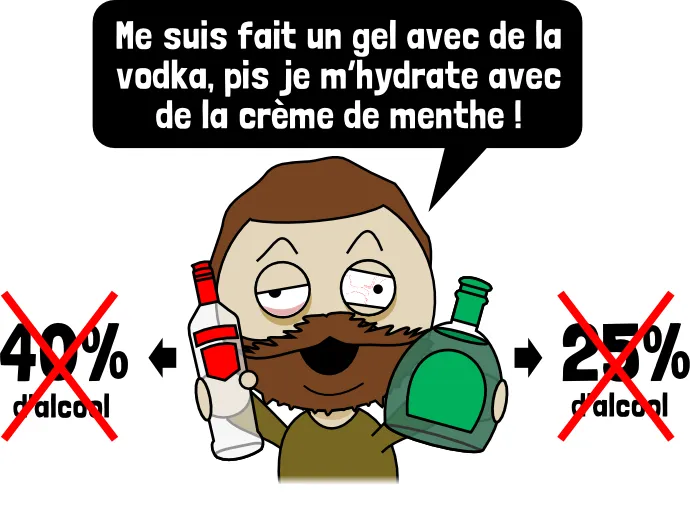 Me suis fait un gel avec de la
vodka, pis je m'hydrate avec
de la crème de menthe !
40%
d'alcool
25%
d'alcool